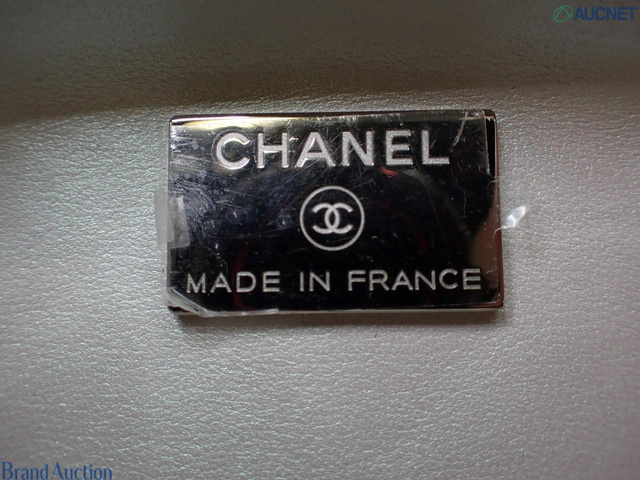 AUCNET
CHANEL
MADE IN FRANCE
Brand Auction